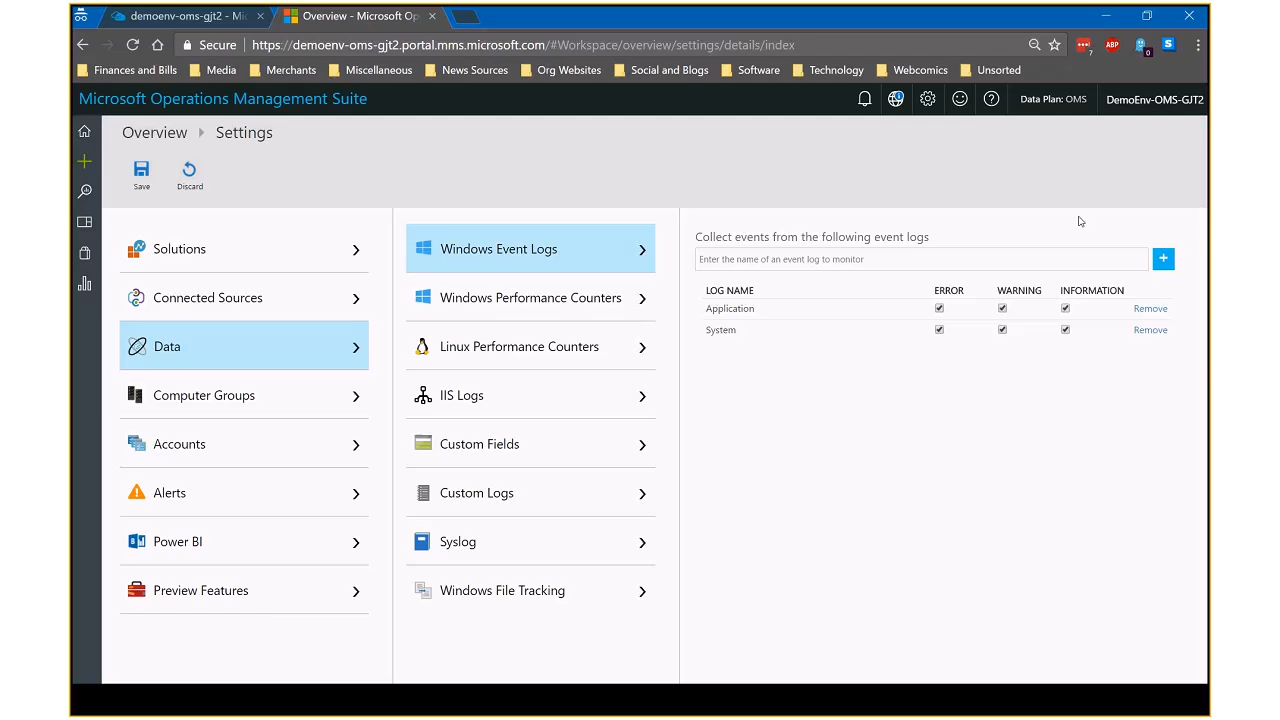 demoenv-oms-gjt2 - Mic
Overview - Microsoft Op
Secure
https://demoenv-oms-gjt2.portal.mms.microsoft.com/#Workspace/overview/settings/details/index
7
ABP
0
S
Finances and Bills
Media
Merchants
Miscellaneous
News Sources
Org Websites
Social and Blogs
Software
Technology
Webcomics
Unsorted
Microsoft Operations Management Suite
Data Plan: OMS
DemoEnv-OMS-GJT2
Overview
Settings
Save
Discard
Solutions
Connected Sources
Data
Computer Groups
Accounts
Alerts
Power BI
Preview Features
Windows Event Logs
Windows Performance Counters
Linux Performance Counters
IIS Logs
Custom Fields
Custom Logs
Syslog
Windows File Tracking
Collect events from the following event logs
Enter the name of an event log to monitor
LOG NAME ERROR WARNING INFORMATION
Application Remove
System Remove